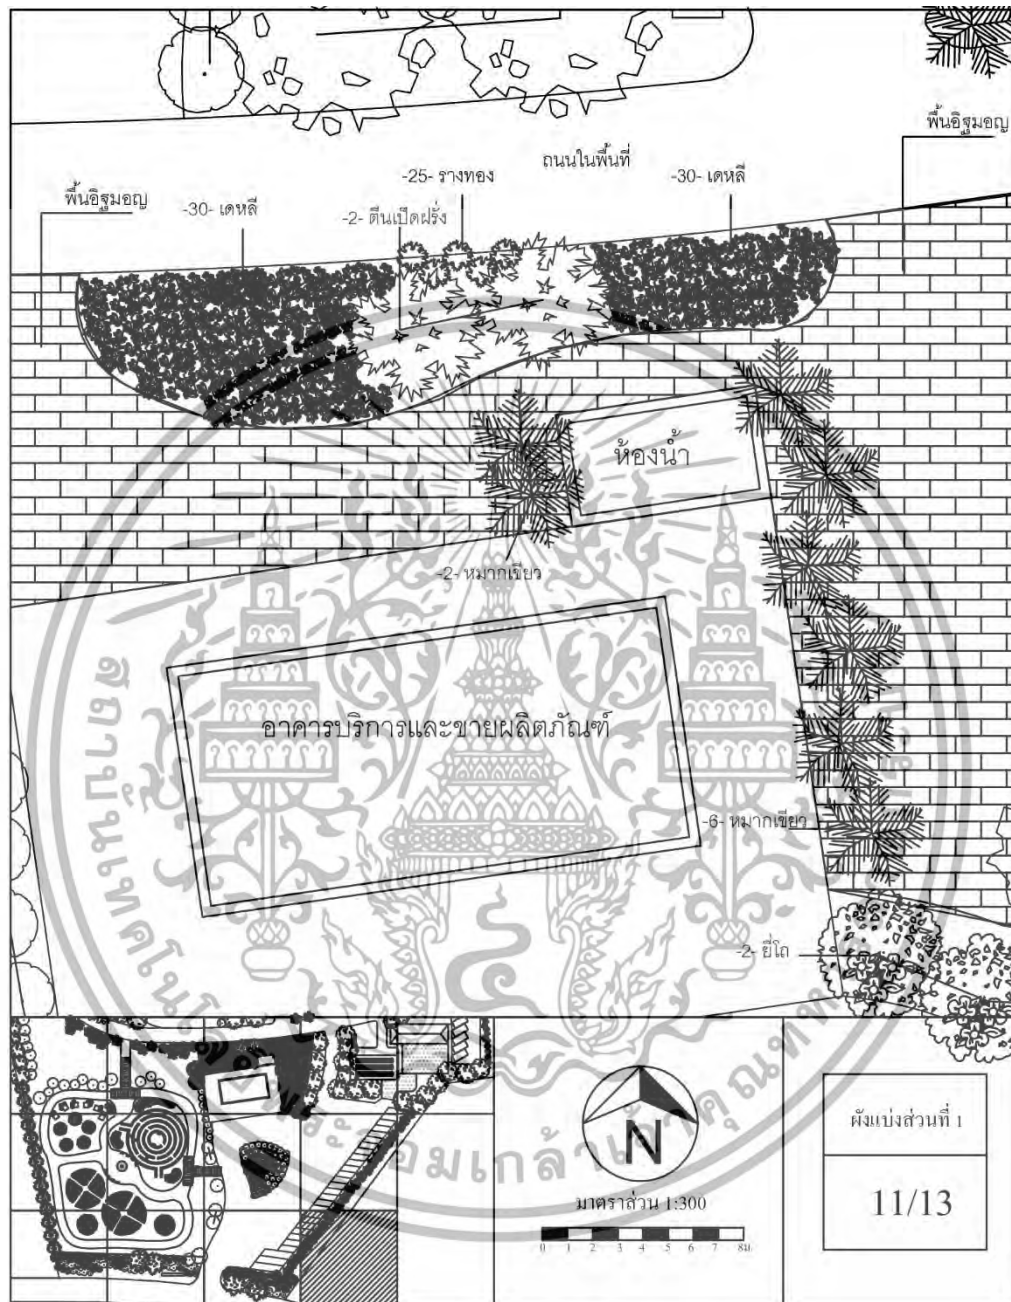 พื้นอิฐมอญ
ถนนในพื้นที่
-25- รางทอง
-30- เดหลี
พื้นอิฐมอญ
-30- เดหลี
-2- ตีนเป็ดฝรั่ง
ห้องน้ำ
-2- หมากเขียว
อาคารบริการและขายผลิตภัณฑ์
-6- หมากเขียว
-2- ยี่โถ
N
มาตราส่วน 1:300
0 1 2 3 4 5 6 7 8ม.
ผังแบ่งส่วนที่ 1
11/13